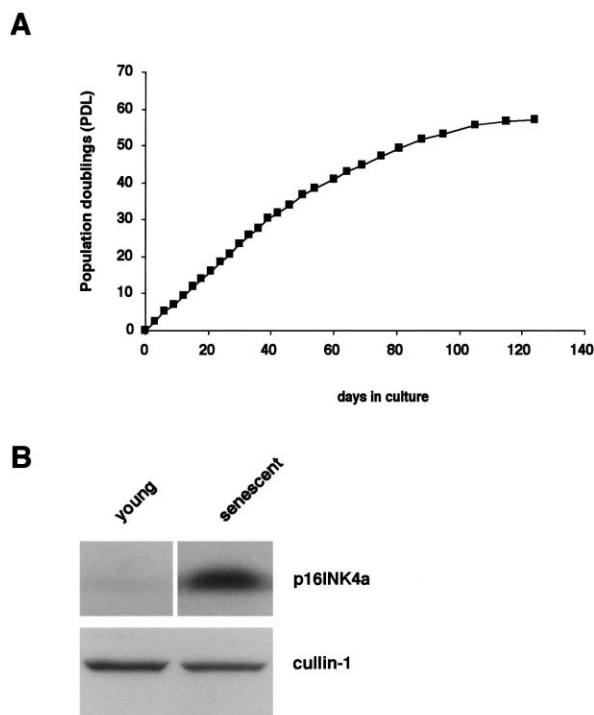 A
Population doublings (PDL)
70
60
50
40
30
20
10
0
0 20 40 60 80 100 120 140
days in culture
B
young senescent
p16INK4a
cullin-1